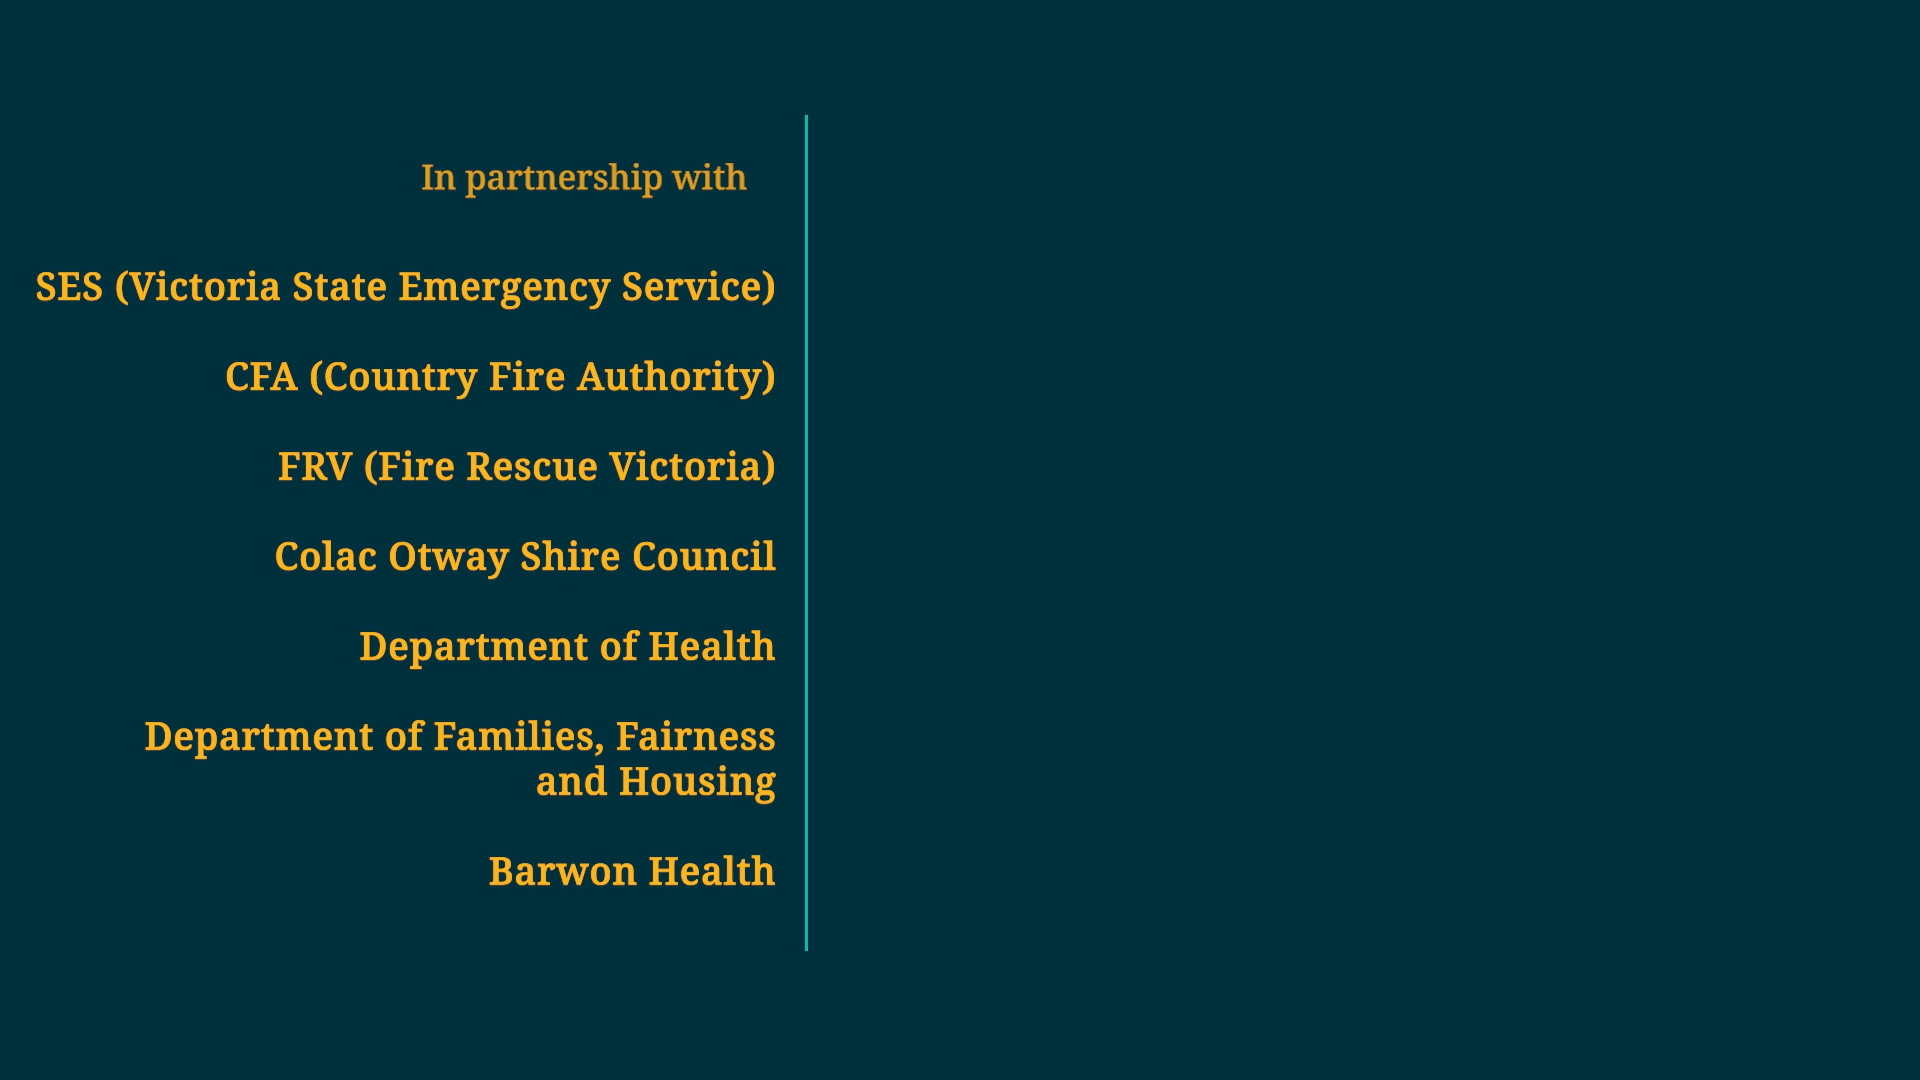 In partnership with
SES (Victoria State Emergency Service)
CFA (Country Fire Authority)
FRV (Fire Rescue Victoria)
Colac Otway Shire Council
Department of Health
Department of Families, Fairness
and Housing
Barwon Health